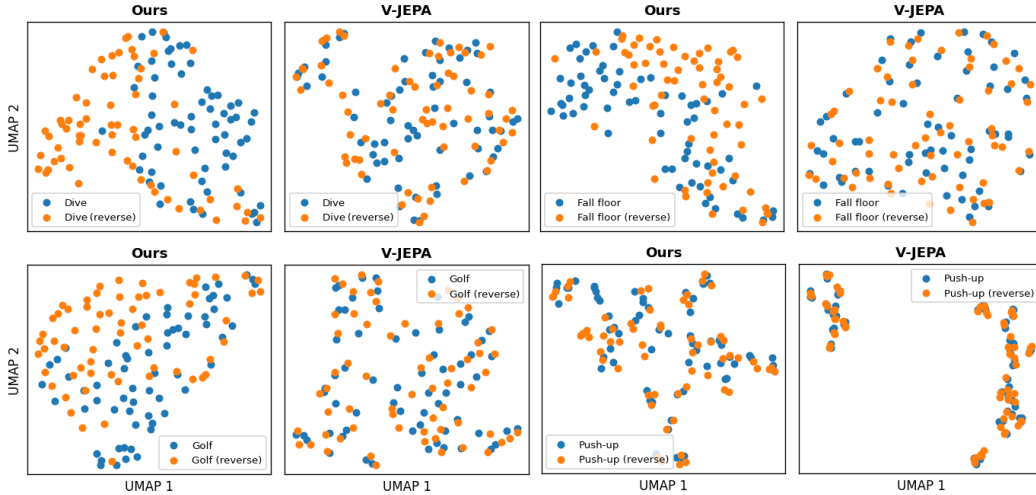 Ours
V-JEPA
Ours
V-JEPA
UMAP 2
Dive
Dive (reverse)
Dive
Dive (reverse)
Fall floor
Fall floor (reverse)
Fall floor
Fall floor (reverse)
Ours
V-JEPA
Ours
V-JEPA
UMAP 2
Golf
Golf (reverse)
Golf
Golf (reverse)
Push-up
Push-up (reverse)
Push-up
Push-up (reverse)
UMAP 1
UMAP 1
UMAP 1
UMAP 1